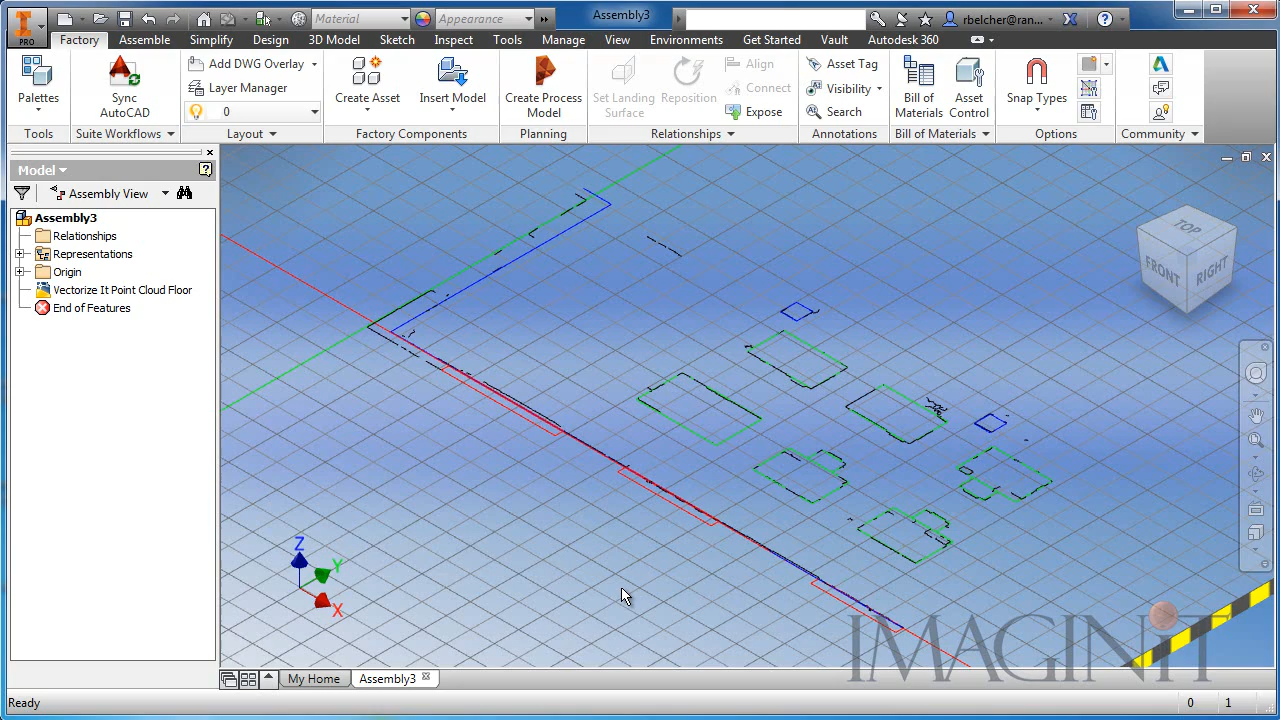 Material
Appearance
Assembly3
rbelcher@ran...
PRO
Factory
Assemble
Simplify
Design
3D Model
Sketch
Inspect
Tools
Manage
View
Environments
Get Started
Vault
Autodesk 360
Palettes
Tools
Sync
AutoCAD
Suite Workflows
Add DWG Overlay
Layer Manager
0
Layout
Create Asset
Insert Model
Factory Components
Create Process
Model
Planning
Set Landing
Surface
Reposition
Align
Connect
Expose
Relationships
Asset Tag
Visibility
Search
Annotations
Bill of
Materials
Asset
Control
Bill of Materials
Snap Types
Options
Community
Model
Assembly View
Assembly3
Relationships
Representations
Origin
Vectorize It Point Cloud Floor
End of Features
TOP
FRONT
RIGHT
Z
Y
X
IMAGINiT
My Home
Assembly3
Ready
0
1